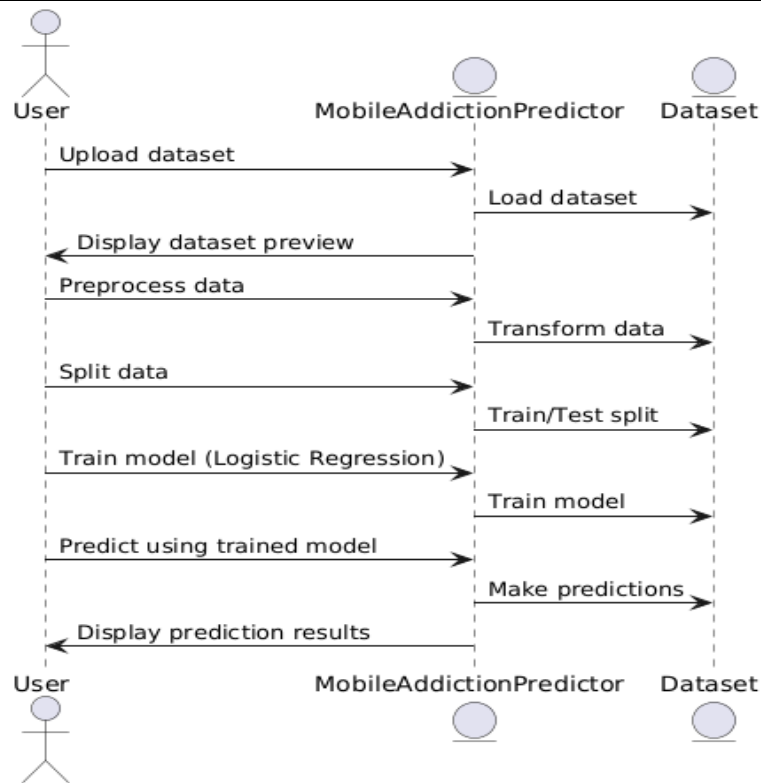 User MobileAddictionPredictor Dataset
Upload dataset
Load dataset
Display dataset preview
Preprocess data
Transform data
Split data
Train/Test split
Train model (Logistic Regression)
Train model
Predict using trained model
Make predictions
Display prediction results
User MobileAddictionPredictor Dataset